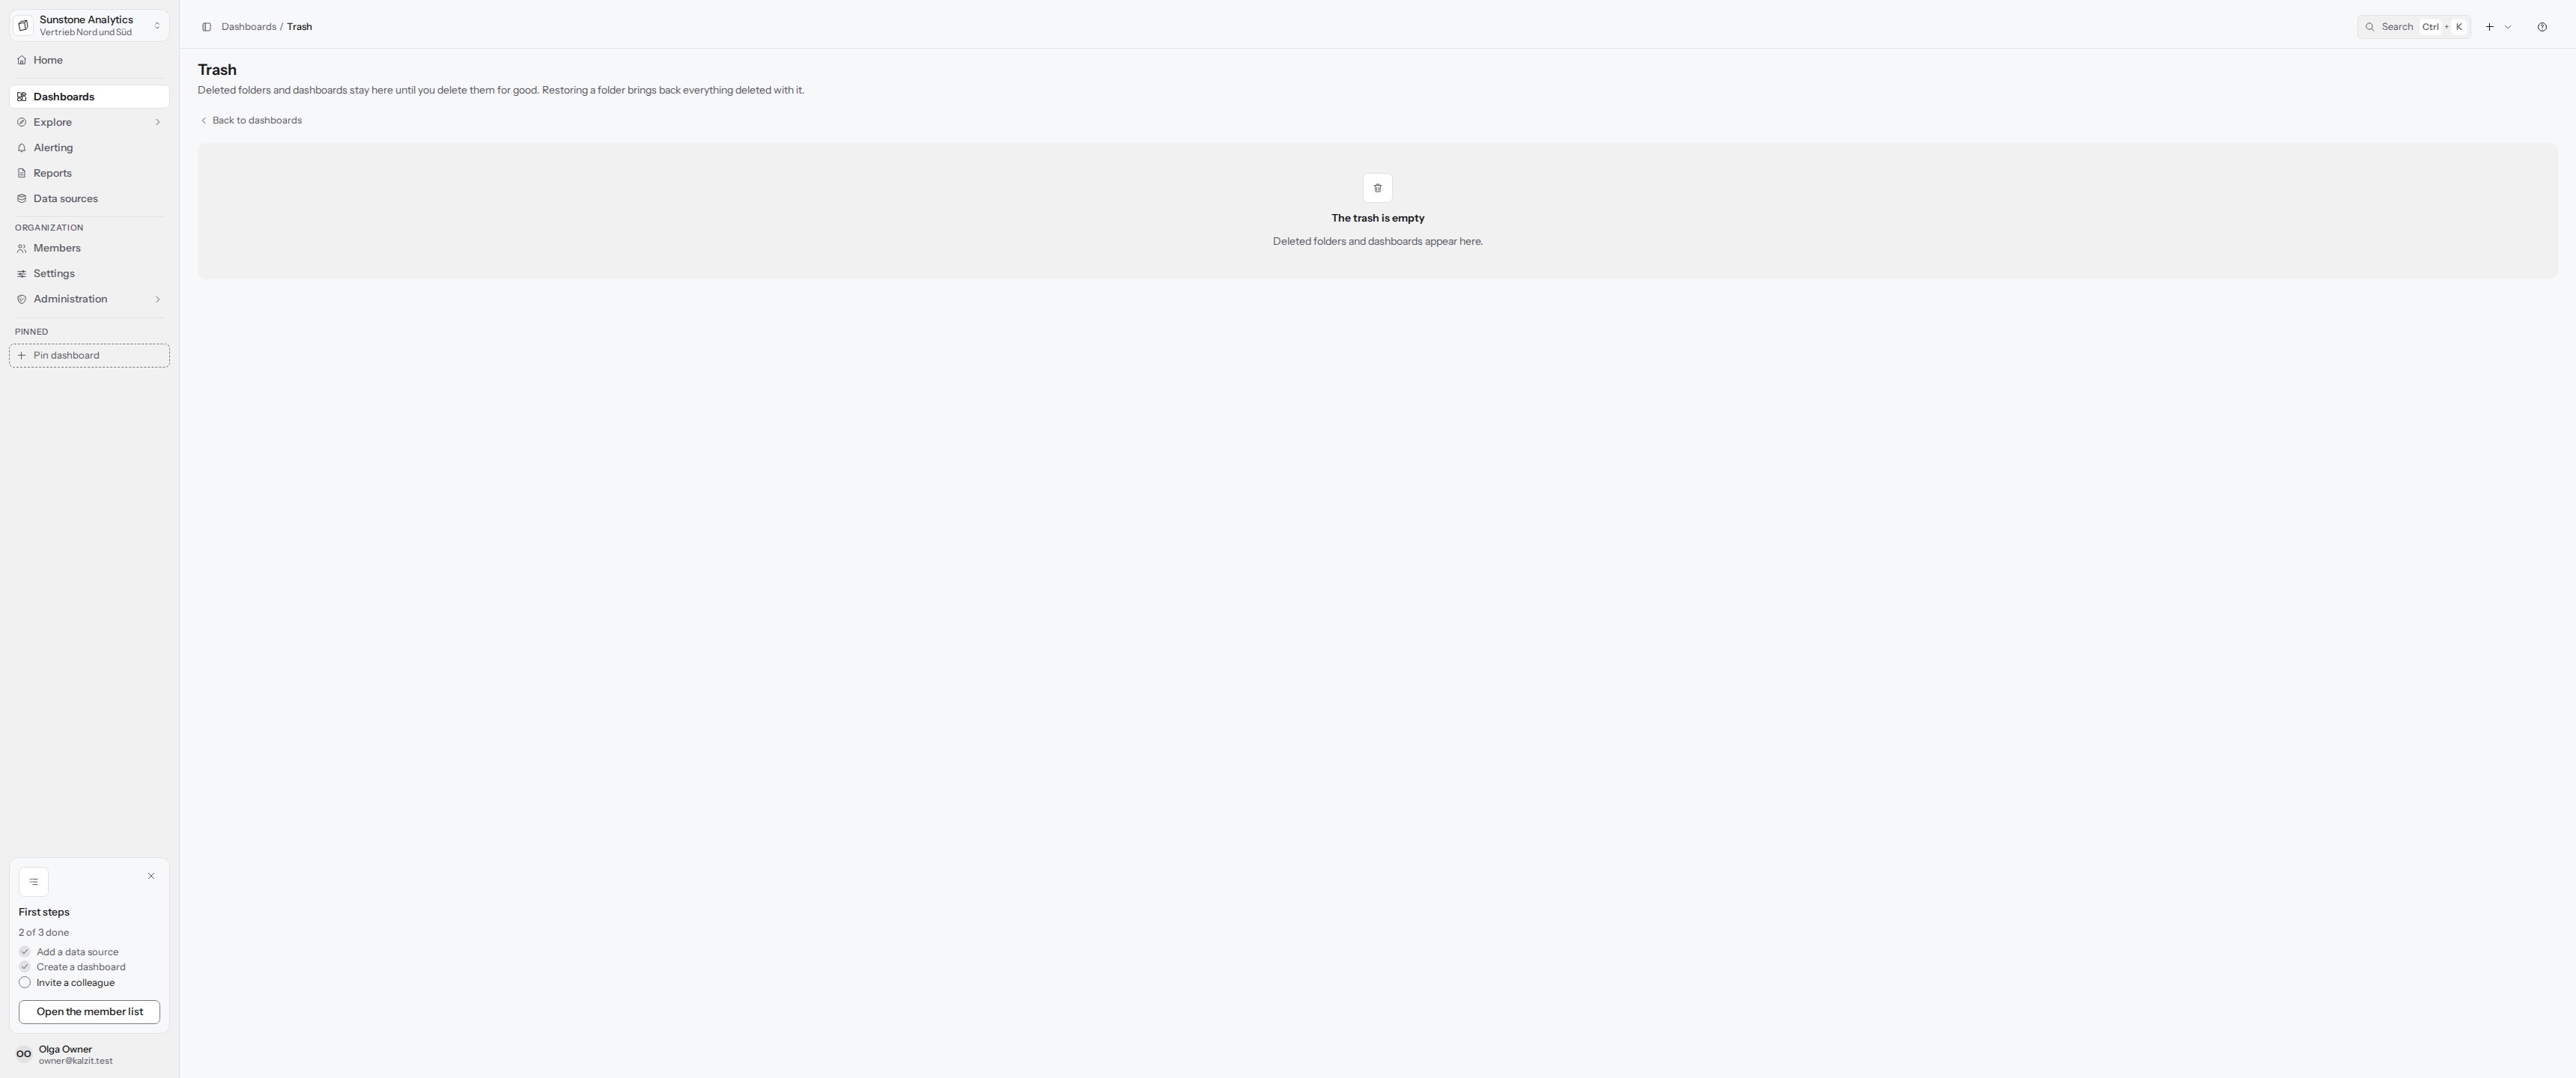 Sunstone Analytics
Vertrieb Nord und Süd
Home
Dashboards
Explore
Alerting
Reports
Data sources
ORGANIZATION
Members
Settings
Administration
PINNED
Pin dashboard
First steps
2 of 3 done
Add a data source
Create a dashboard
Invite a colleague
Open the member list
OO
Olga Owner
owner@kalzit.test
Dashboards / Trash
Search Ctrl + K
Trash
Deleted folders and dashboards stay here until you delete them for good. Restoring a folder brings back everything deleted with it.
Back to dashboards
The trash is empty
Deleted folders and dashboards appear here.